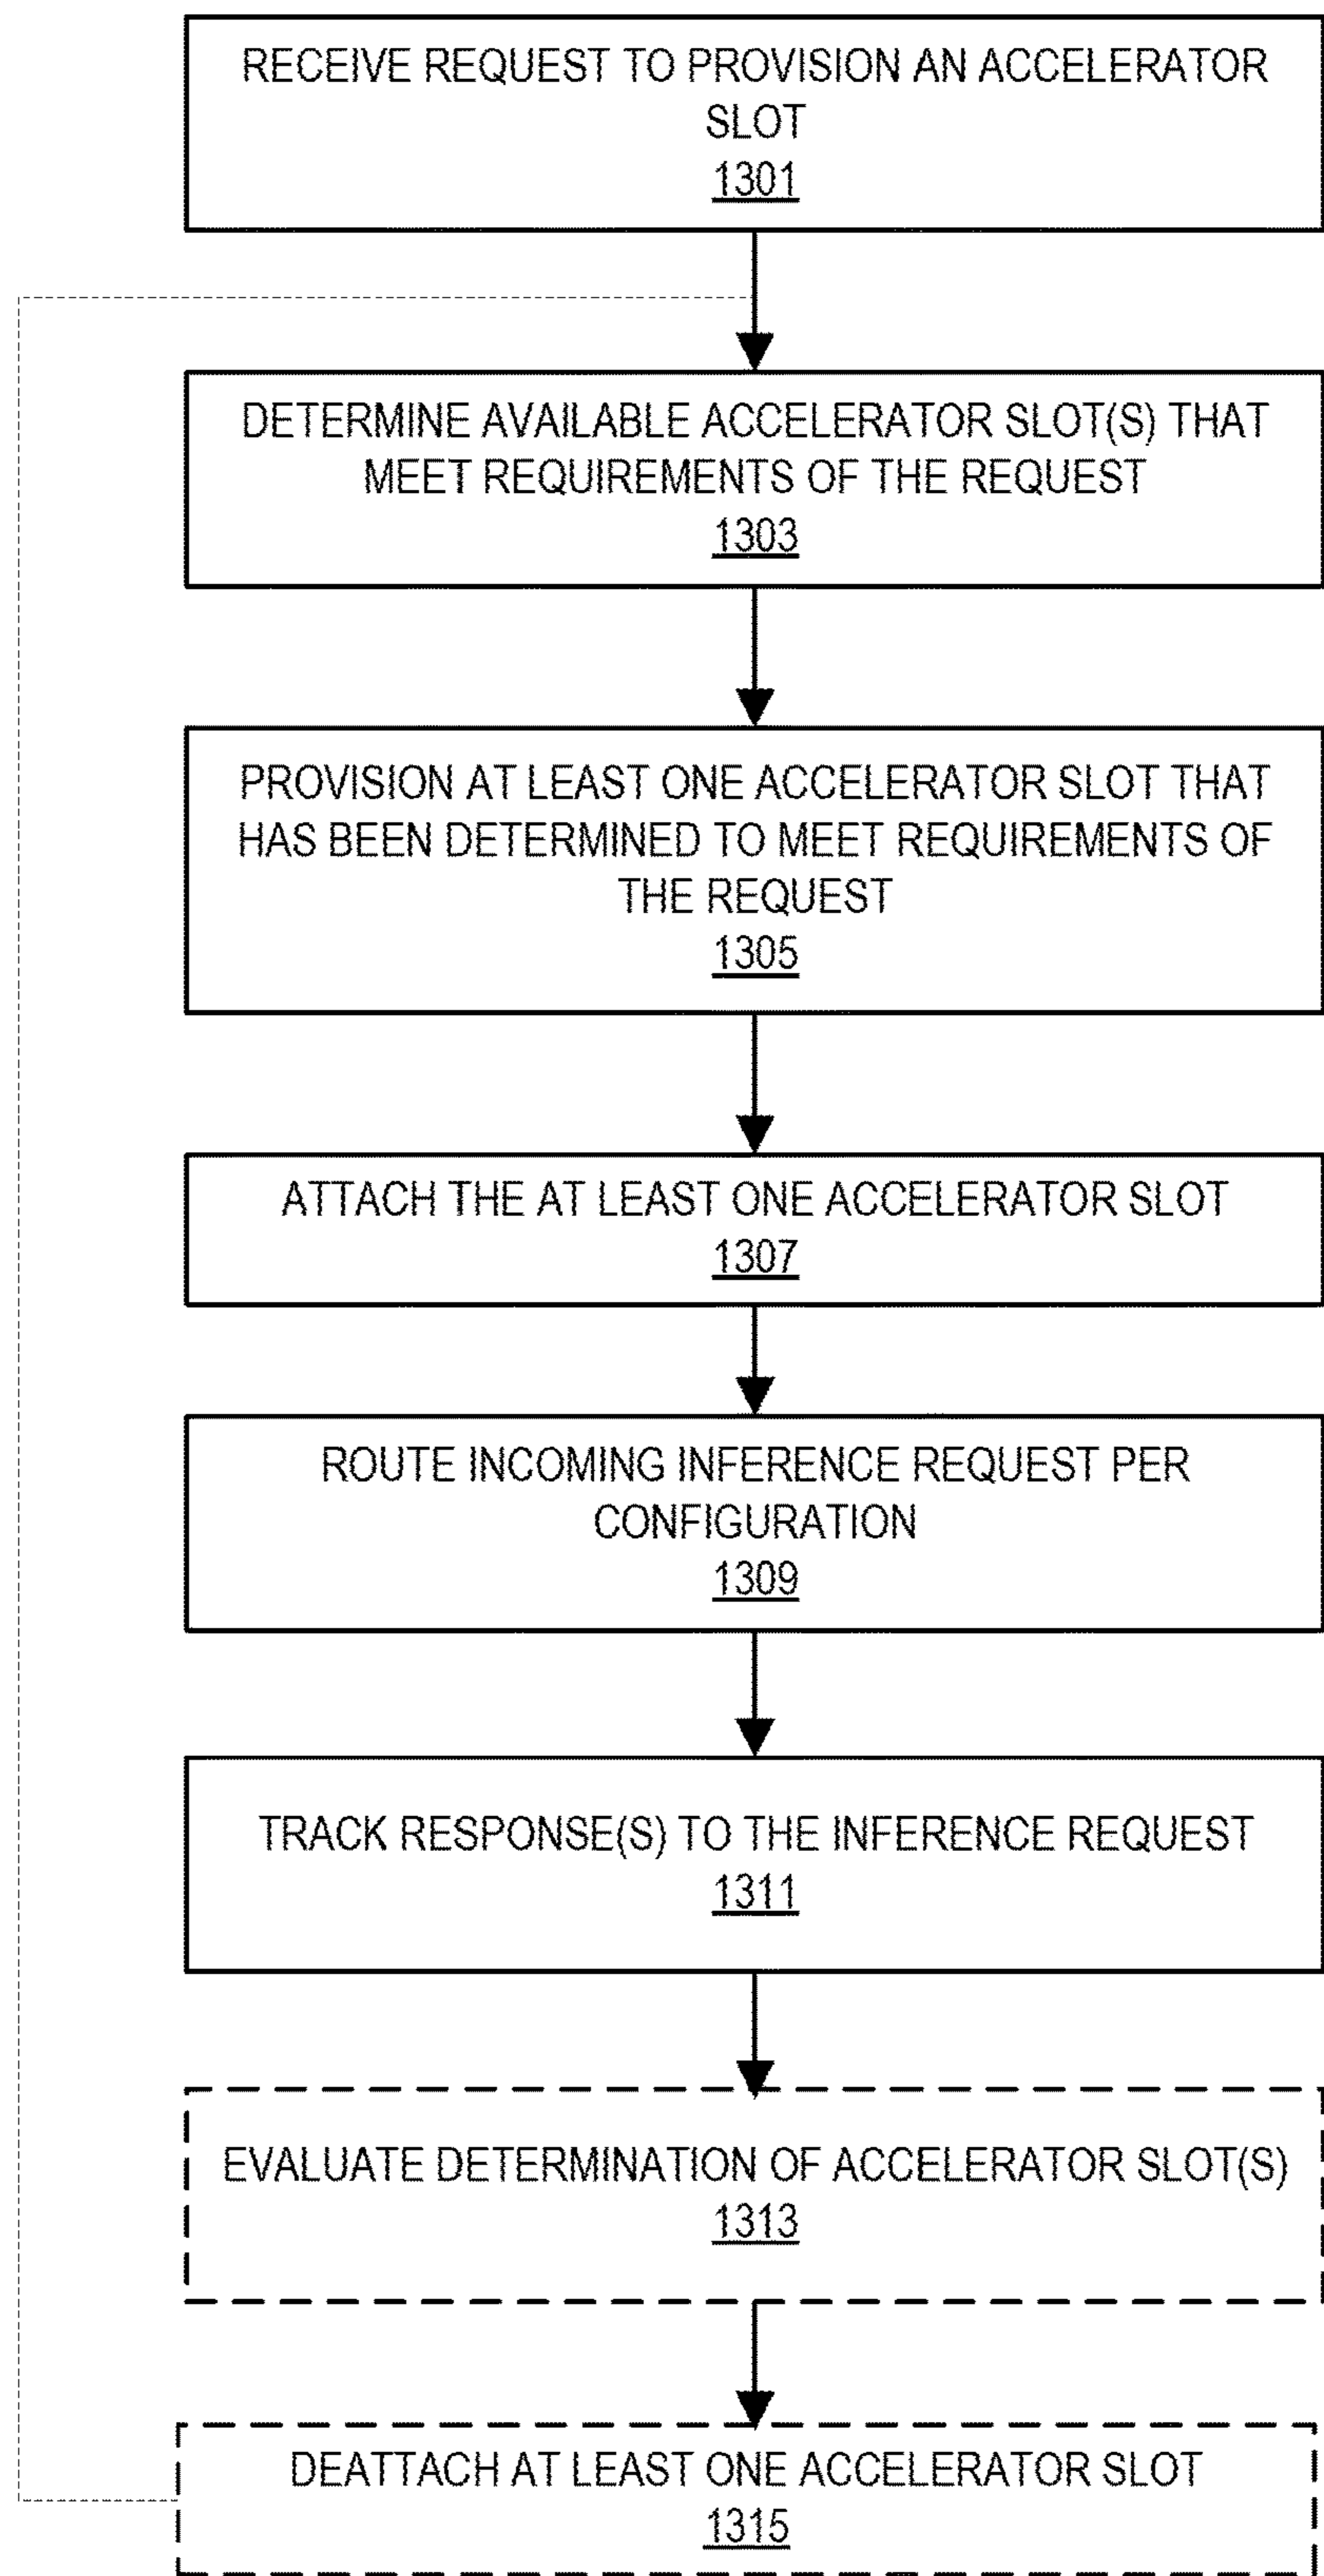 RECEIVE REQUEST TO PROVISION AN ACCELERATOR
SLOT
1301
DETERMINE AVAILABLE ACCELERATOR SLOT(S) THAT
MEET REQUIREMENTS OF THE REQUEST
1303
PROVISION AT LEAST ONE ACCELERATOR SLOT THAT
HAS BEEN DETERMINED TO MEET REQUIREMENTS OF
THE REQUEST
1305
ATTACH THE AT LEAST ONE ACCELERATOR SLOT
1307
ROUTE INCOMING INFERENCE REQUEST PER
CONFIGURATION
1309
TRACK RESPONSE(S) TO THE INFERENCE REQUEST
1311
EVALUATE DETERMINATION OF ACCELERATOR SLOT(S)
1313
DEATTACH AT LEAST ONE ACCELERATOR SLOT
1315